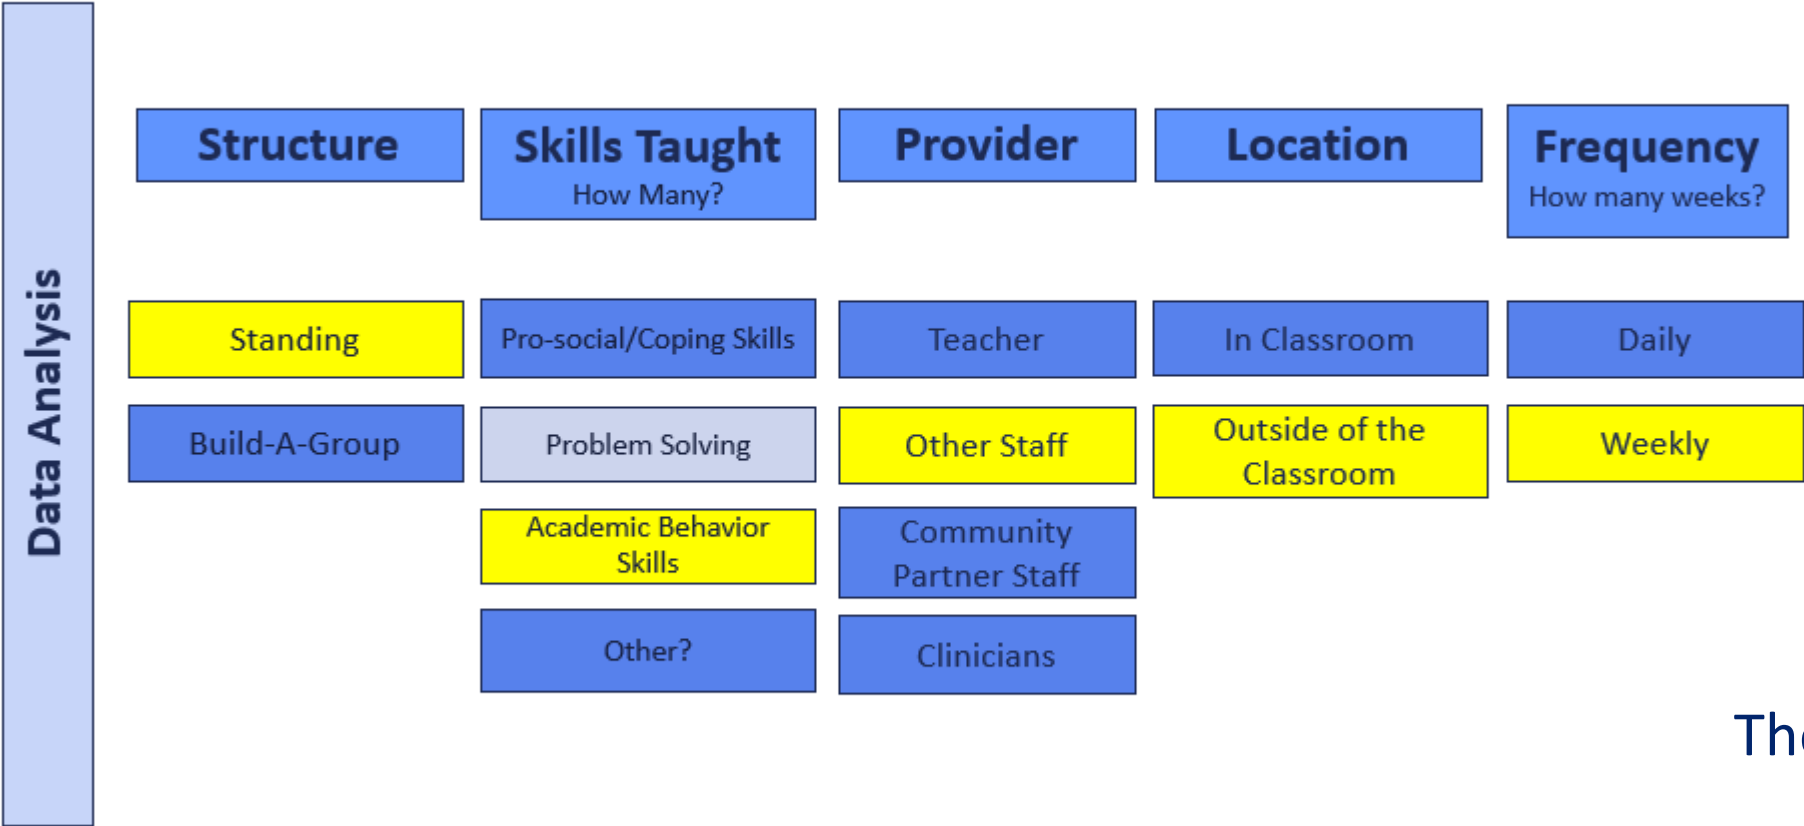 Data Analysis
Structure
Skills Taught
How Many?
Provider
Location
Frequency
How many weeks?
Standing
Pro-social/Coping Skills
Teacher
In Classroom
Daily
Build-A-Group
Problem Solving
Other Staff
Outside of the
Classroom
Weekly
Academic Behavior
Skills
Community
Partner Staff
Other?
Clinicians